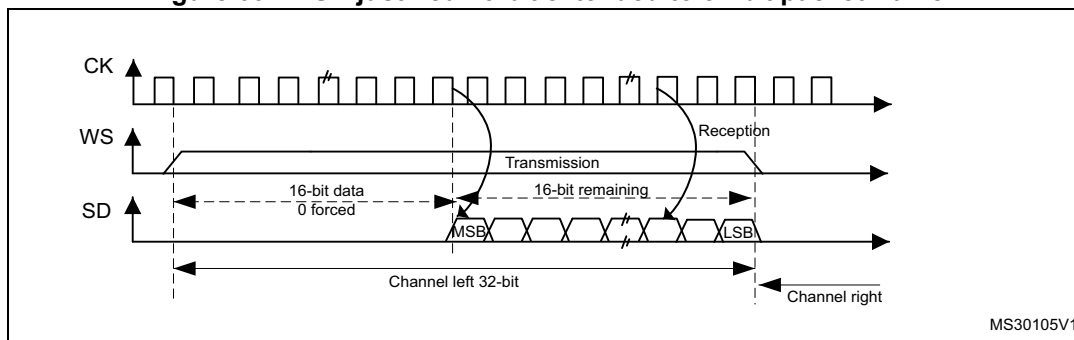 CK
Reception
WS
Transmission
16-bit data
16-bit remaining
0 forced
SD
MSB
LSB
Channel left 32-bit
Channel right
MS30105V1